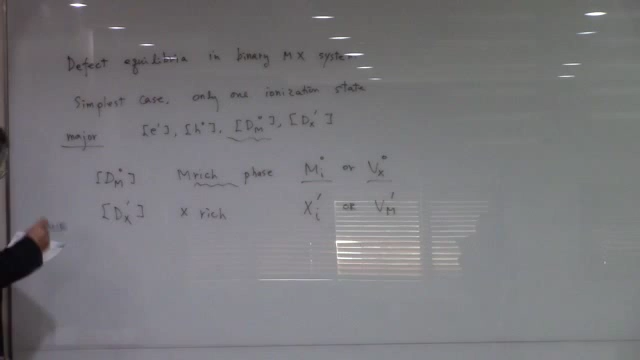 Defect equilibria in binary MX system
Simplest case, only one ionization state
major [e'], [h•], [D_M•], [D_X']
[D_M•] M rich phase M_i• or V_X•
[D_X'] X rich X_i' or V_M'